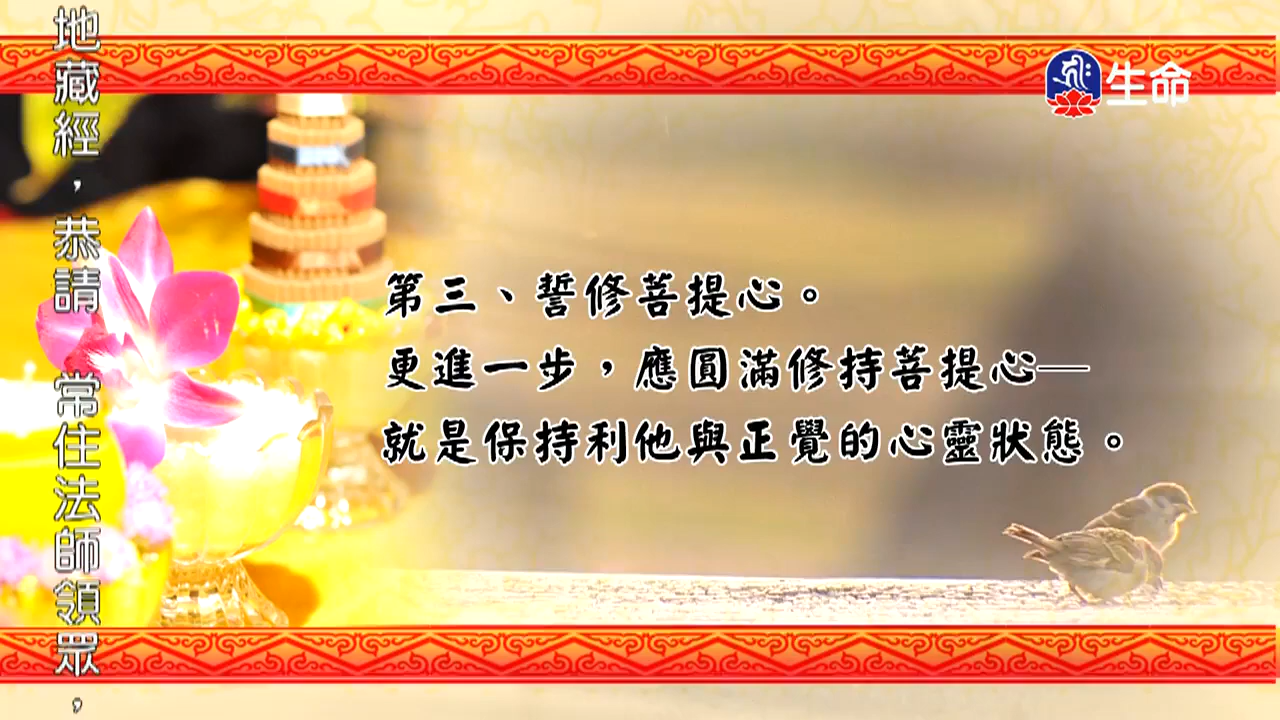 地藏經，恭請　常住法師領眾，
生命
第三、誓修菩提心。
更進一步，應圓滿修持菩提心—
就是保持利他與正覺的心靈狀態。